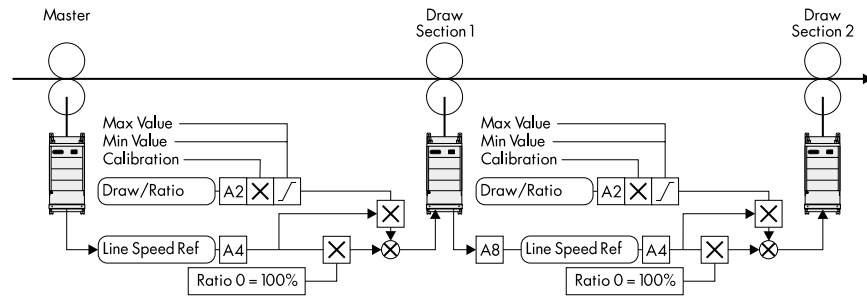 Master
Draw
Section 1
Draw
Section 2
Max Value
Min Value
Calibration
Draw/Ratio
A2
Max Value
Min Value
Calibration
Draw/Ratio
A2
Line Speed Ref
A4
A8
Line Speed Ref
A4
Ratio 0 = 100%
Ratio 0 = 100%